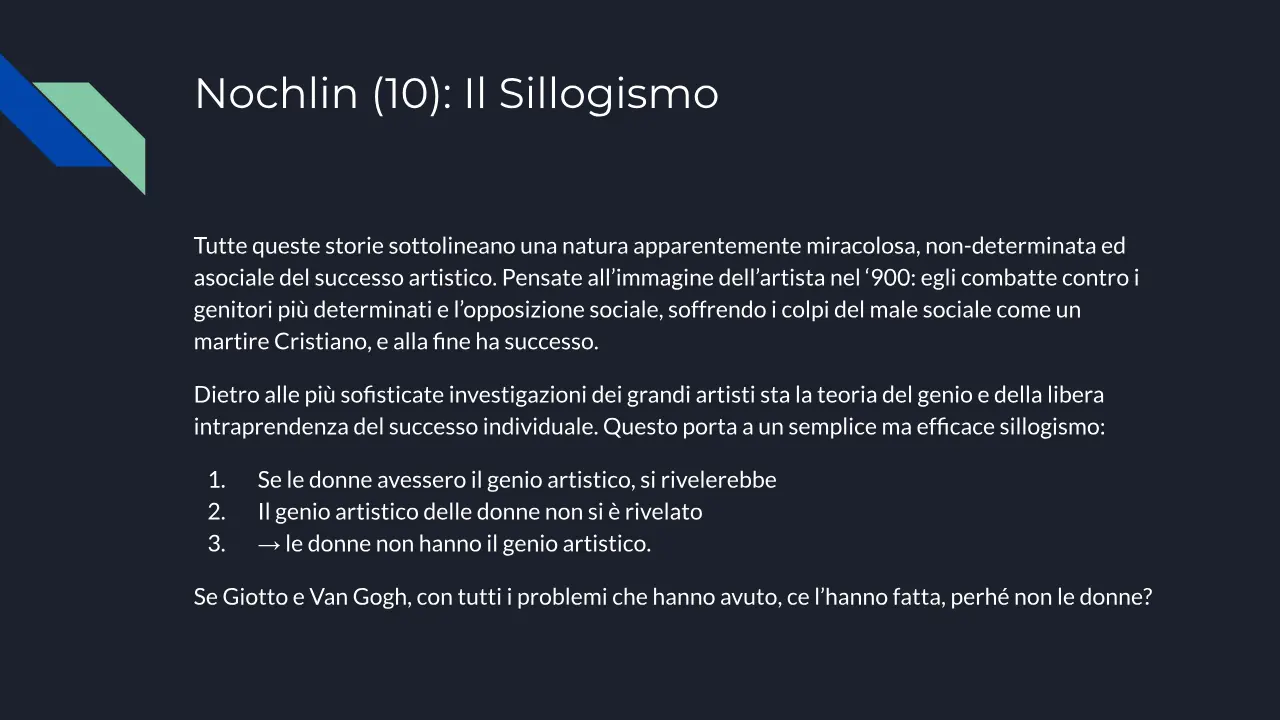 Nochlin (10): Il Sillogismo
Tutte queste storie sottolineano una natura apparentemente miracolosa, non-determinata ed
asociale del successo artistico. Pensate all’immagine dell’artista nel ‘900: egli combatte contro i
genitori più determinati e l’opposizione sociale, soffrendo i colpi del male sociale come un
martire Cristiano, e alla fine ha successo.
Dietro alle più sofisticate investigazioni dei grandi artisti sta la teoria del genio e della libera
intraprendenza del successo individuale. Questo porta a un semplice ma efficace sillogismo:
1. Se le donne avessero il genio artistico, si rivelerebbe
2. Il genio artistico delle donne non si è rivelato
3. → le donne non hanno il genio artistico.
Se Giotto e Van Gogh, con tutti i problemi che hanno avuto, ce l’hanno fatta, perhé non le donne?